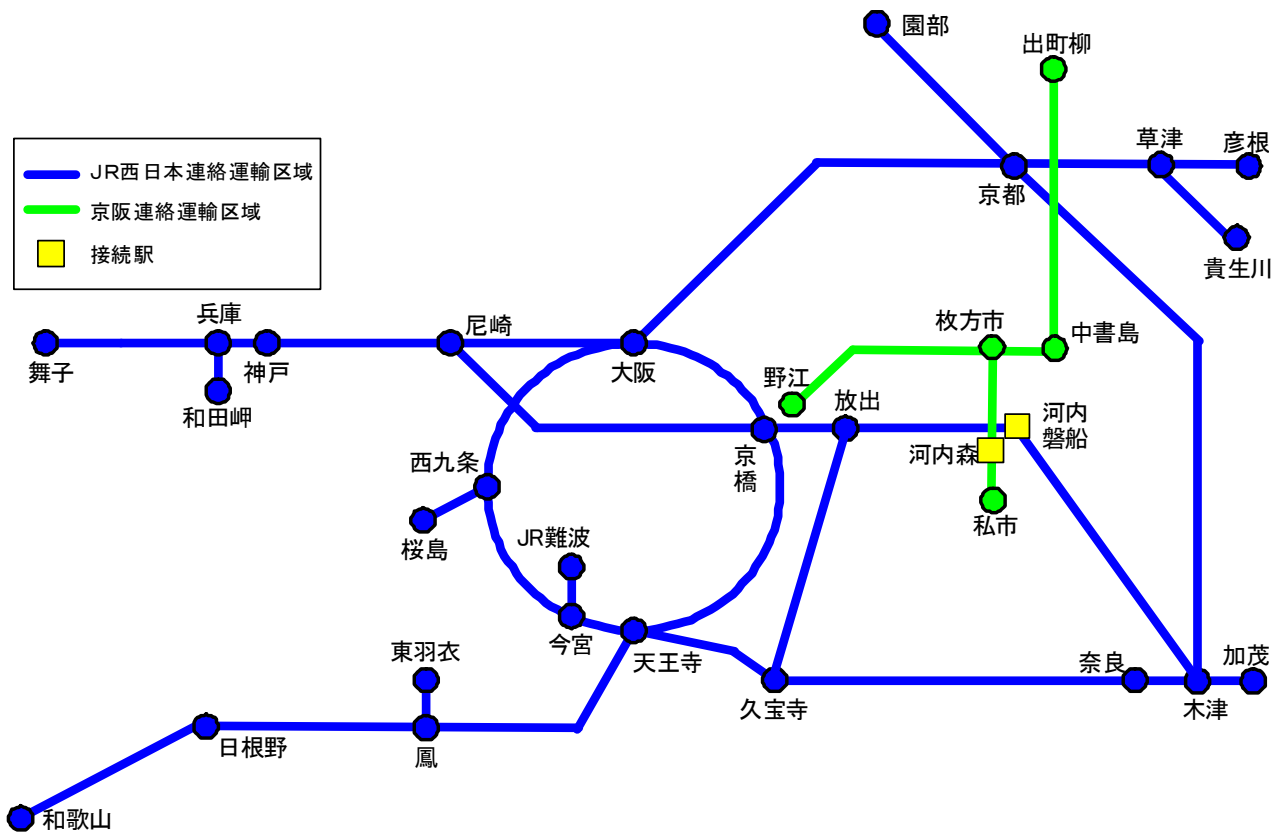 園部
出町柳
草津
彦根
JR西日本連絡運輸区域
京阪連絡運輸区域
接続駅
京都
貴生川
兵庫
尼崎
枚方市
中書島
舞子
神戸
大阪
和田岬
野江
放出
河内
磐船
京橋
河内森
西九条
私市
桜島
JR難波
今宮
天王寺
東羽衣
奈良
加茂
久宝寺
木津
日根野
鳳
和歌山